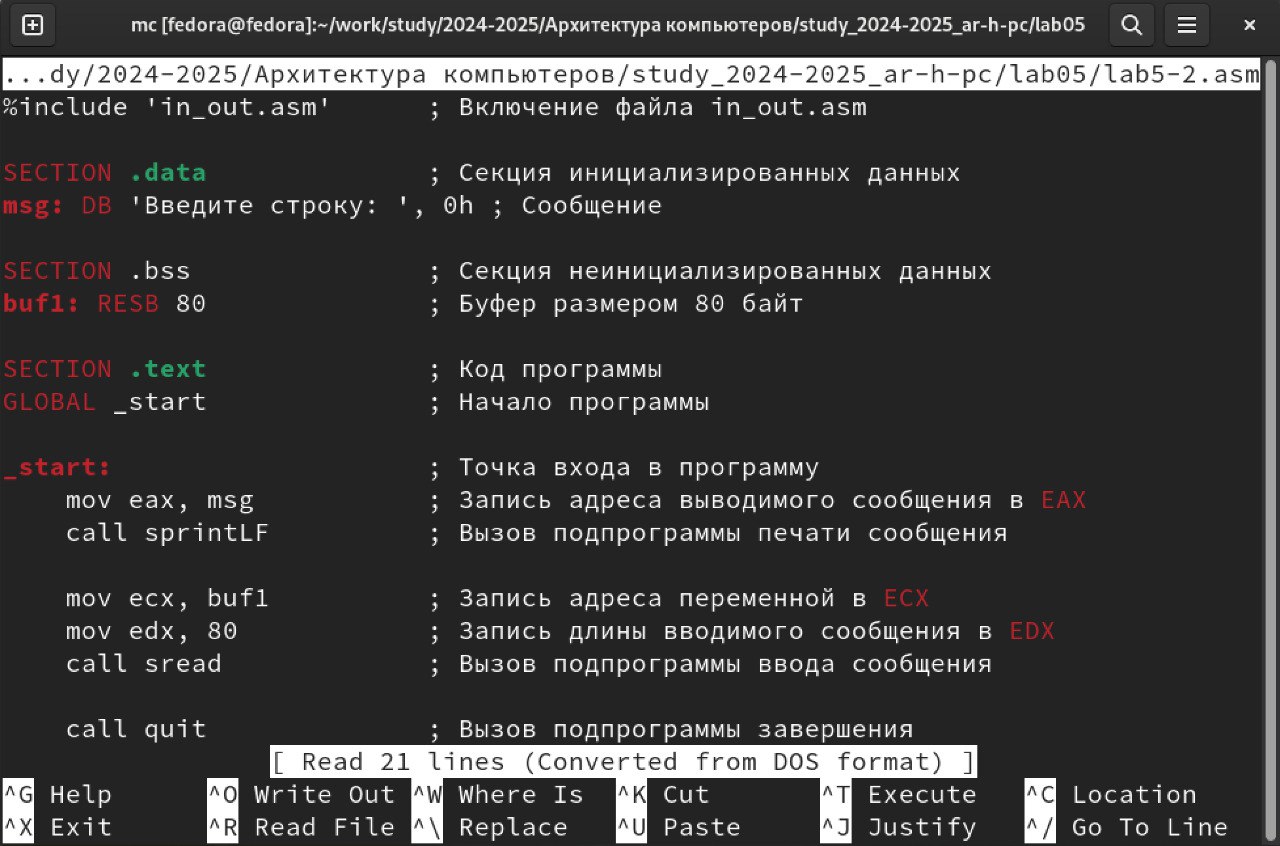 mc [fedora@fedora]:~/work/study/2024-2025/Архитектура компьютеров/study_2024-2025_ar-h-pc/lab05
...dy/2024-2025/Архитектура компьютеров/study_2024-2025_ar-h-pc/lab05/lab5-2.asm
%include 'in_out.asm' ; Включение файла in_out.asm
SECTION .data ; Секция инициализированных данных
msg: DB 'Введите строку: ', 0h ; Сообщение
SECTION .bss ; Секция неинициализированных данных
buf1: RESB 80 ; Буфер размером 80 байт
SECTION .text ; Код программы
GLOBAL _start ; Начало программы
_start: ; Точка входа в программу
mov eax, msg ; Запись адреса выводимого сообщения в EAX
call sprintLF ; Вызов подпрограммы печати сообщения
mov ecx, buf1 ; Запись адреса переменной в ECX
mov edx, 80 ; Запись длины вводимого сообщения в EDX
call sread ; Вызов подпрограммы ввода сообщения
call quit ; Вызов подпрограммы завершения
[ Read 21 lines (Converted from DOS format) ]
^G Help ^O Write Out ^W Where Is ^K Cut ^T Execute ^C Location
^X Exit ^R Read File ^\ Replace ^U Paste ^J Justify ^/ Go To Line